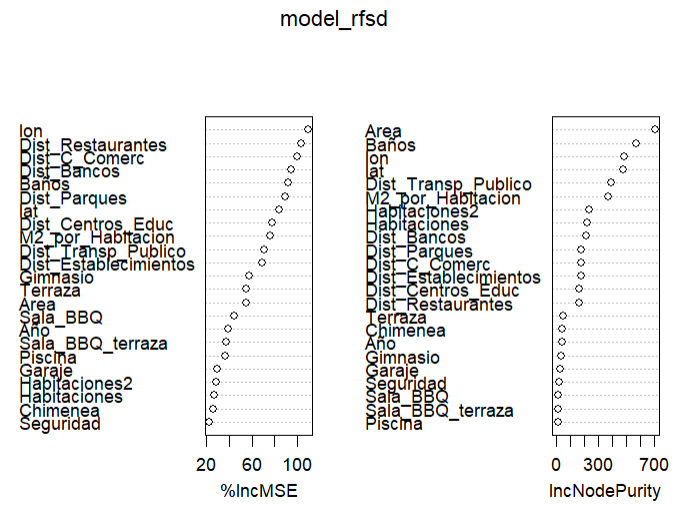 model_rfsd
lon
Dist_Restaurantes
Dist_C_Comerc
Dist_Bancos
Baños
Dist_Parques
lat
Dist_Centros_Educ
M2_por_Habitacion
Dist_Transp_Publico
Dist_Establecimientos
Gimnasio
Terraza
Area
Sala_BBQ
Año
Sala_BBQ_terraza
Piscina
Garaje
Habitaciones2
Habitaciones
Chimenea
Seguridad
20 60 100
%IncMSE
Area
Baños
lon
lat
Dist_Transp_Publico
M2_por_Habitacion
Habitaciones2
Habitaciones
Dist_Bancos
Dist_Parques
Dist_C_Comerc
Dist_Establecimientos
Dist_Centros_Educ
Dist_Restaurantes
Terraza
Chimenea
Año
Gimnasio
Garaje
Seguridad
Sala_BBQ
Sala_BBQ_terraza
Piscina
0 300 700
IncNodePurity